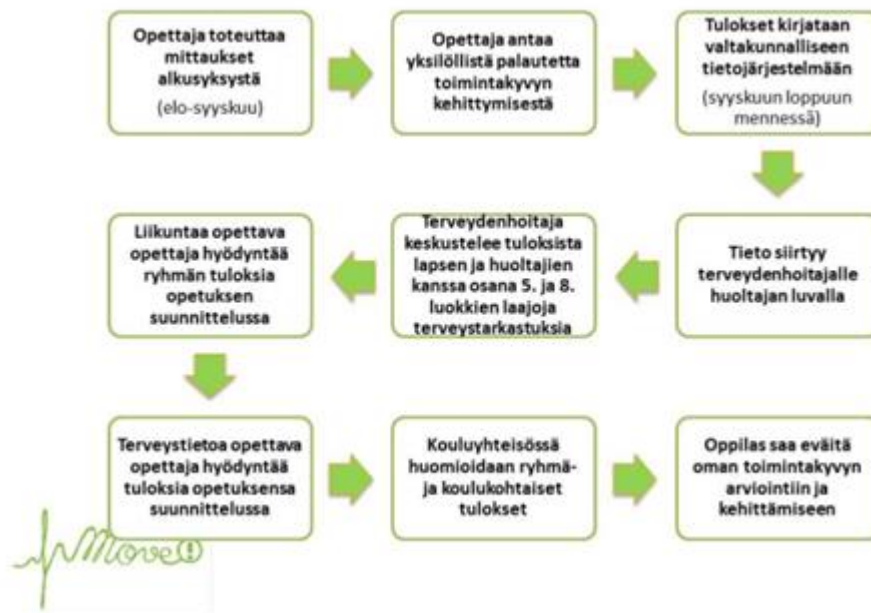 Opettaja toteuttaa
mittaukset
alkusyksystä
(elo-syyskuu)
Opettaja antaa
yksilöllistä palautetta
toimintakyvyn
kehittymisestä
Tulokset kirjataan
valtakunnalliseen
tietojärjestelmään
(syyskuun loppuun
mennessä)
Tieto siirtyy
terveydenhoitajalle
huoltajan luvalla
Terveydenhoitaja
keskustelee tuloksista
lapsen ja huoltajien
kanssa osana 5. ja 8.
luokkien laajoja
terveystarkastuksia
Liikuntaa opettava
opettaja hyödyntää
ryhmän tuloksia
opetuksen
suunnittelussa
Terveystietoa opettava
opettaja hyödyntää
tuloksia opetuksensa
suunnittelussa
Kouluyhteisössä
huomioidaan ryhmä-
ja koulukohtaiset
tulokset
Oppilas saa eväitä
oman toimintakyvyn
arviointiin ja
kehittämiseen
Move!